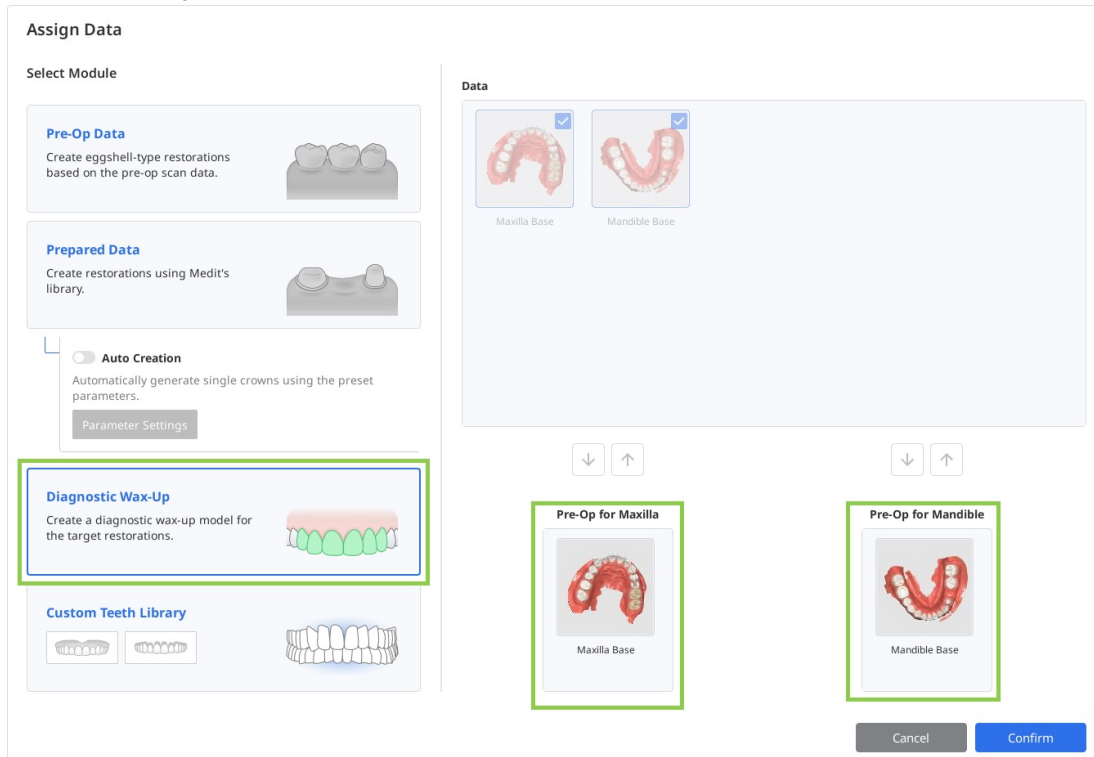 Assign Data
Select Module
Pre-Op Data
Create eggshell-type restorations
based on the pre-op scan data.
Prepared Data
Create restorations using Medit's
library.
Auto Creation
Automatically generate single crowns using the preset
parameters.
Parameter Settings
Diagnostic Wax-Up
Create a diagnostic wax-up model for
the target restorations.
Custom Teeth Library
Data
Maxilla Base
Mandible Base
Pre-Op for Maxilla
Maxilla Base
Pre-Op for Mandible
Mandible Base
Cancel
Confirm